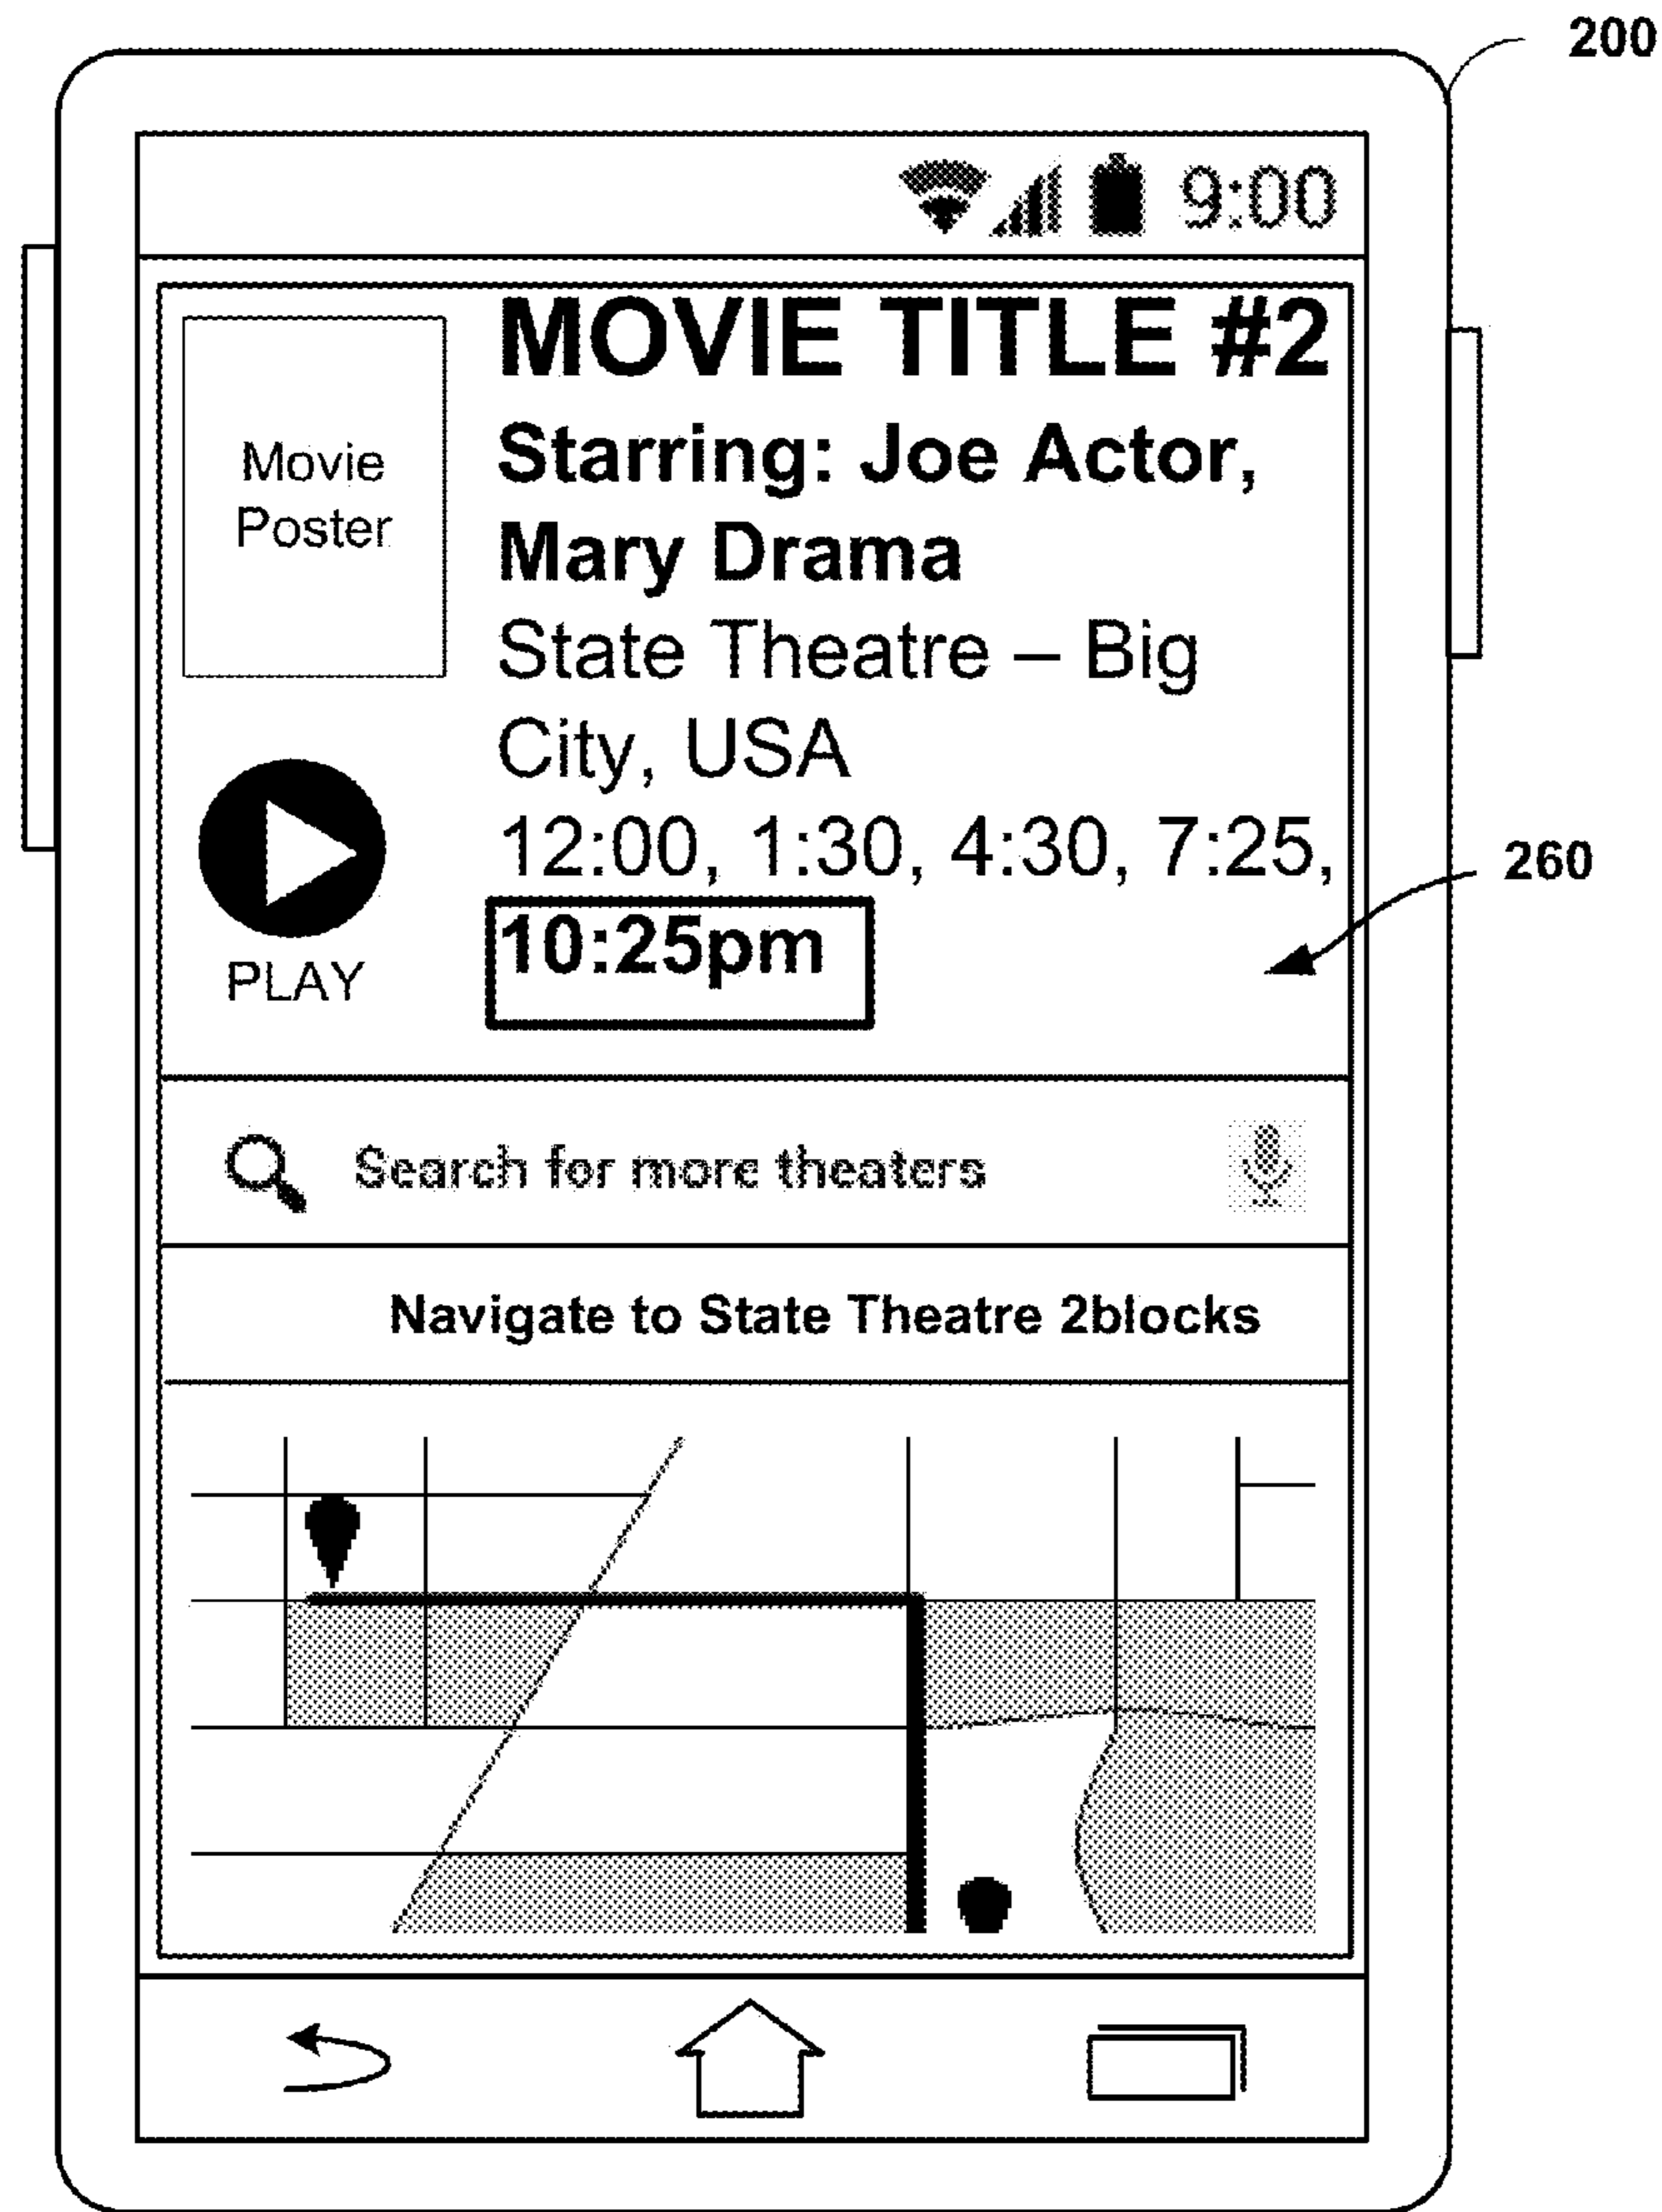 200
9:00
MOVIE TITLE #2
Starring: Joe Actor,
Mary Drama
Movie
Poster
State Theatre – Big
City, USA
12:00, 1:30, 4:30, 7:25,
10:25pm
PLAY
260
Search for more theaters
Navigate to State Theatre 2blocks